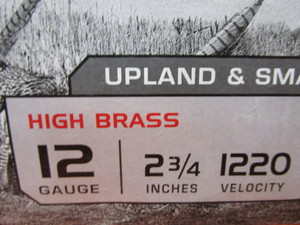 UPLAND & SMA
HIGH BRASS
12 2 3/4 1220
GAUGE INCHES VELOCITY